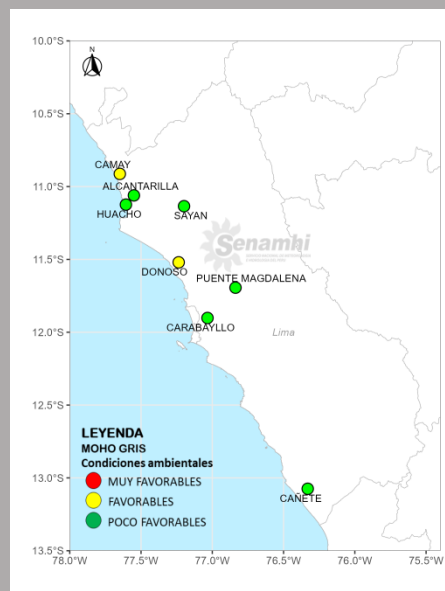 N
10.0°S
10.5°S
11.0°S
11.5°S
12.0°S
12.5°S
13.0°S
13.5°S
CAMAY
ALCANTARILLA
HUACHO
SAYAN
Senamhi
DONOSO
PUENTE MAGDALENA
CARABAYLLO
Lima
CAÑETE
LEYENDA
MOHO GRIS
Condiciones ambientales
MUY FAVORABLES
FAVORABLES
POCO FAVORABLES
78.0°W 77.5°W 77.0°W 76.5°W 76.0°W 75.5°W